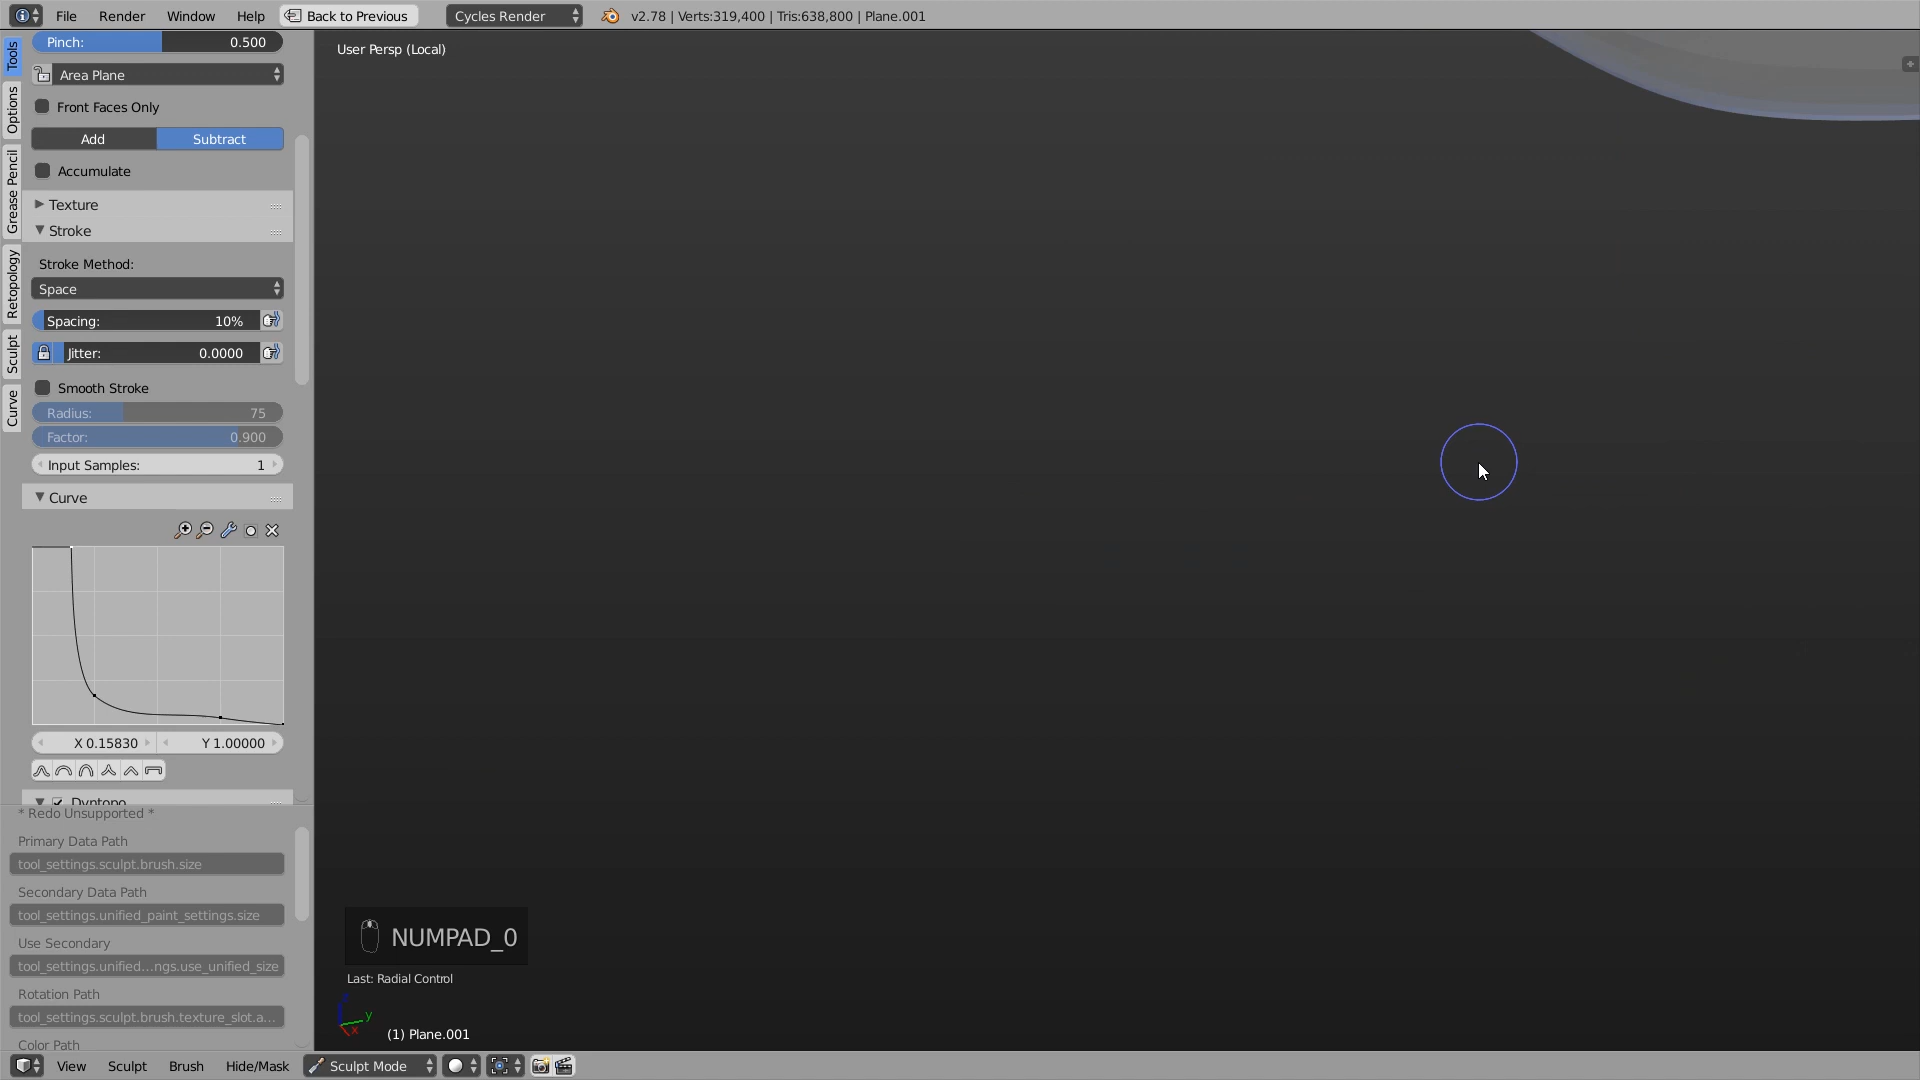 File
Render
Window
Help
Back to Previous
Cycles Render
v2.78 | Verts:319,400 | Tris:638,800 | Plane.001
Tools
Options
Grease Pencil
Retopology
Sculpt
Curve
Pinch: 0.500
Area Plane
Front Faces Only
Add
Subtract
Accumulate
Texture
Stroke
Stroke Method:
Space
Spacing: 10%
Jitter: 0.0000
Smooth Stroke
Radius: 75
Factor: 0.900
Input Samples: 1
Curve
X 0.15830
Y 1.00000
Dyntopo
* Redo Unsupported *
Primary Data Path
tool_settings.sculpt.brush.size
Secondary Data Path
tool_settings.unified_paint_settings.size
Use Secondary
tool_settings.unified...ngs.use_unified_size
Rotation Path
tool_settings.sculpt.brush.texture_slot.a...
Color Path
User Persp (Local)
NUMPAD_0
Last: Radial Control
y
x
(1) Plane.001
View
Sculpt
Brush
Hide/Mask
Sculpt Mode